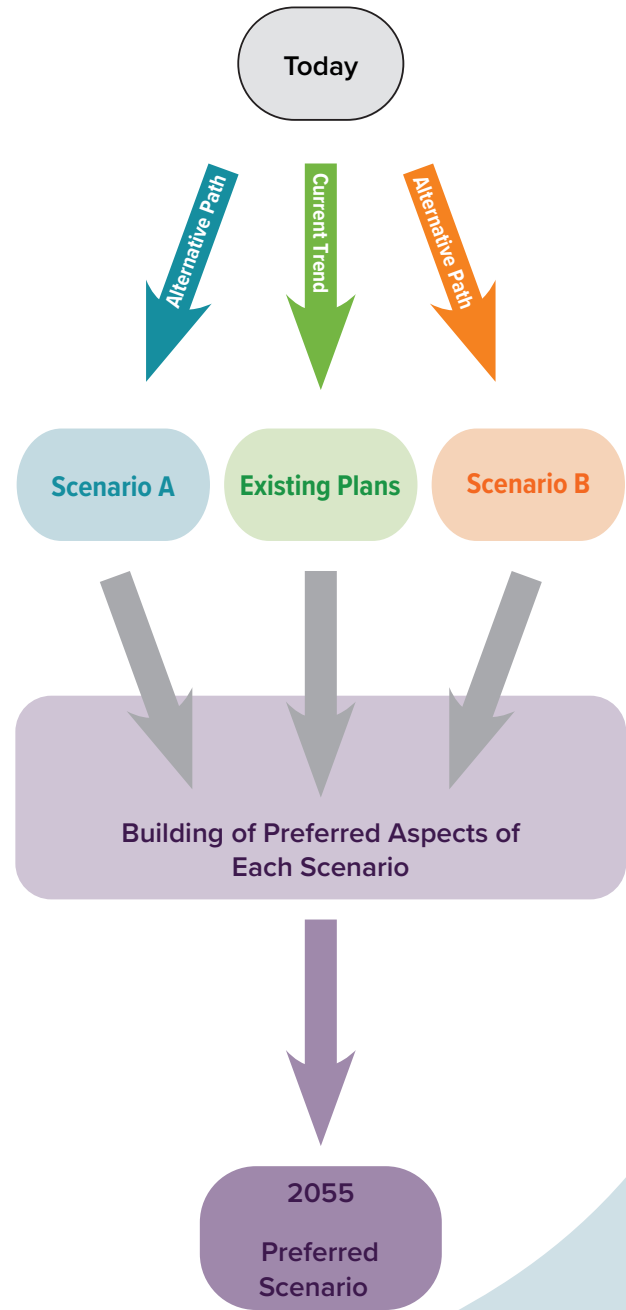 Today
Alternative Path
Current Trend
Alternative Path
Scenario A
Existing Plans
Scenario B
Building of Preferred Aspects of
Each Scenario
2055
Preferred
Scenario